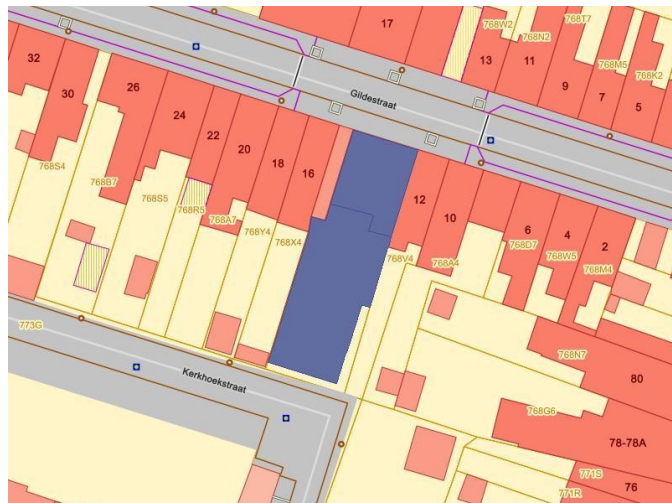 17
768W2
768N2
768T7
13
11
768M5
768K2
9
7
5
32
30
26
24
22
20
18
16
Gildestraat
12
10
6
4
2
768S4
768B7
768S5
768R5
768A7
768Y4
768X4
768V4
768A4
768D7
768W5
768M4
773G
Kerkhoekstraat
768N7
80
768G6
78-78A
771S
76
771R